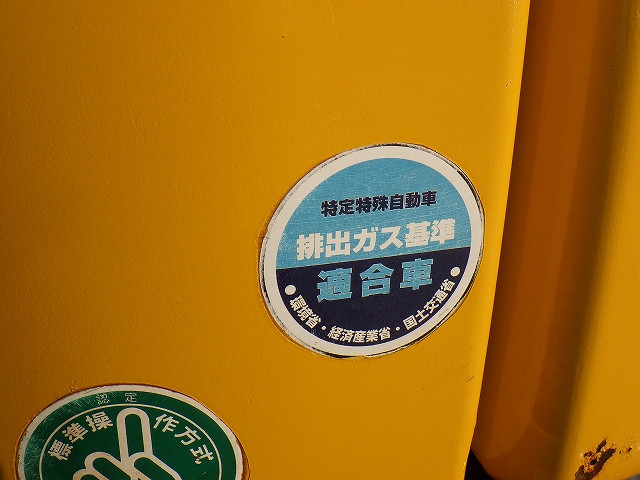 特定特殊自動車
排出ガス基準
適合車
●環境省・経済産業省・国土交通省●
認定
標準操作方式